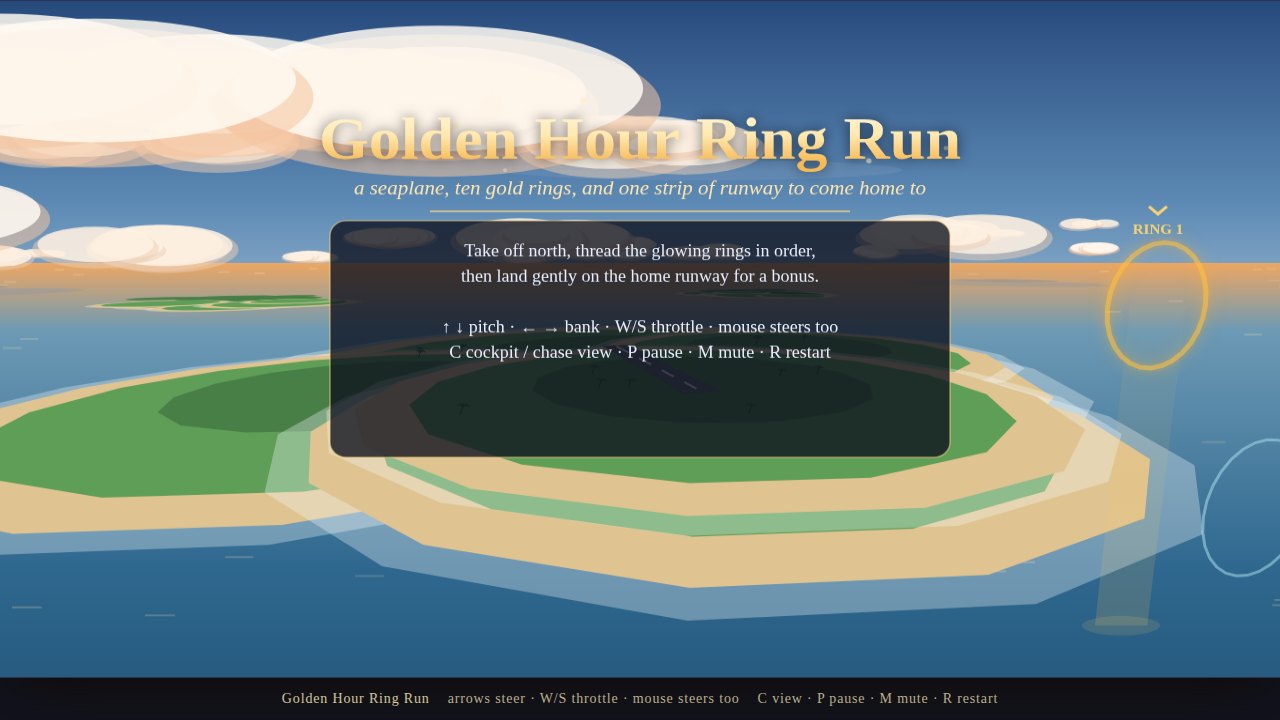 Golden Hour Ring Run
a seaplane, ten gold rings, and one strip of runway to come home to
RING 1
Take off north, thread the glowing rings in order,
then land gently on the home runway for a bonus.
↑ ↓ pitch · ← → bank · W/S throttle · mouse steers too
C cockpit / chase view · P pause · M mute · R restart
Golden Hour Ring Run arrows steer · W/S throttle · mouse steers too C view · P pause · M mute · R restart